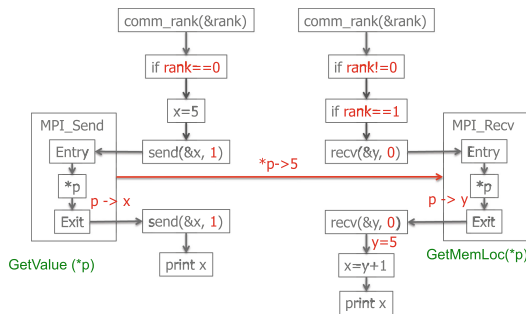 comm_rank(&rank)
comm_rank(&rank)
if rank==0
if rank!=0
x=5
if rank==1
MPI_Send
MPI_Recv
Entry
send(&x, 1)
recv(&y, 0)
Entry
*p->5
*p
*p
p -> x
p -> y
Exit
send(&x, 1)
recv(&y, 0)
Exit
y=5
GetValue (*p)
print x
x=y+1
GetMemLoc(*p)
print x